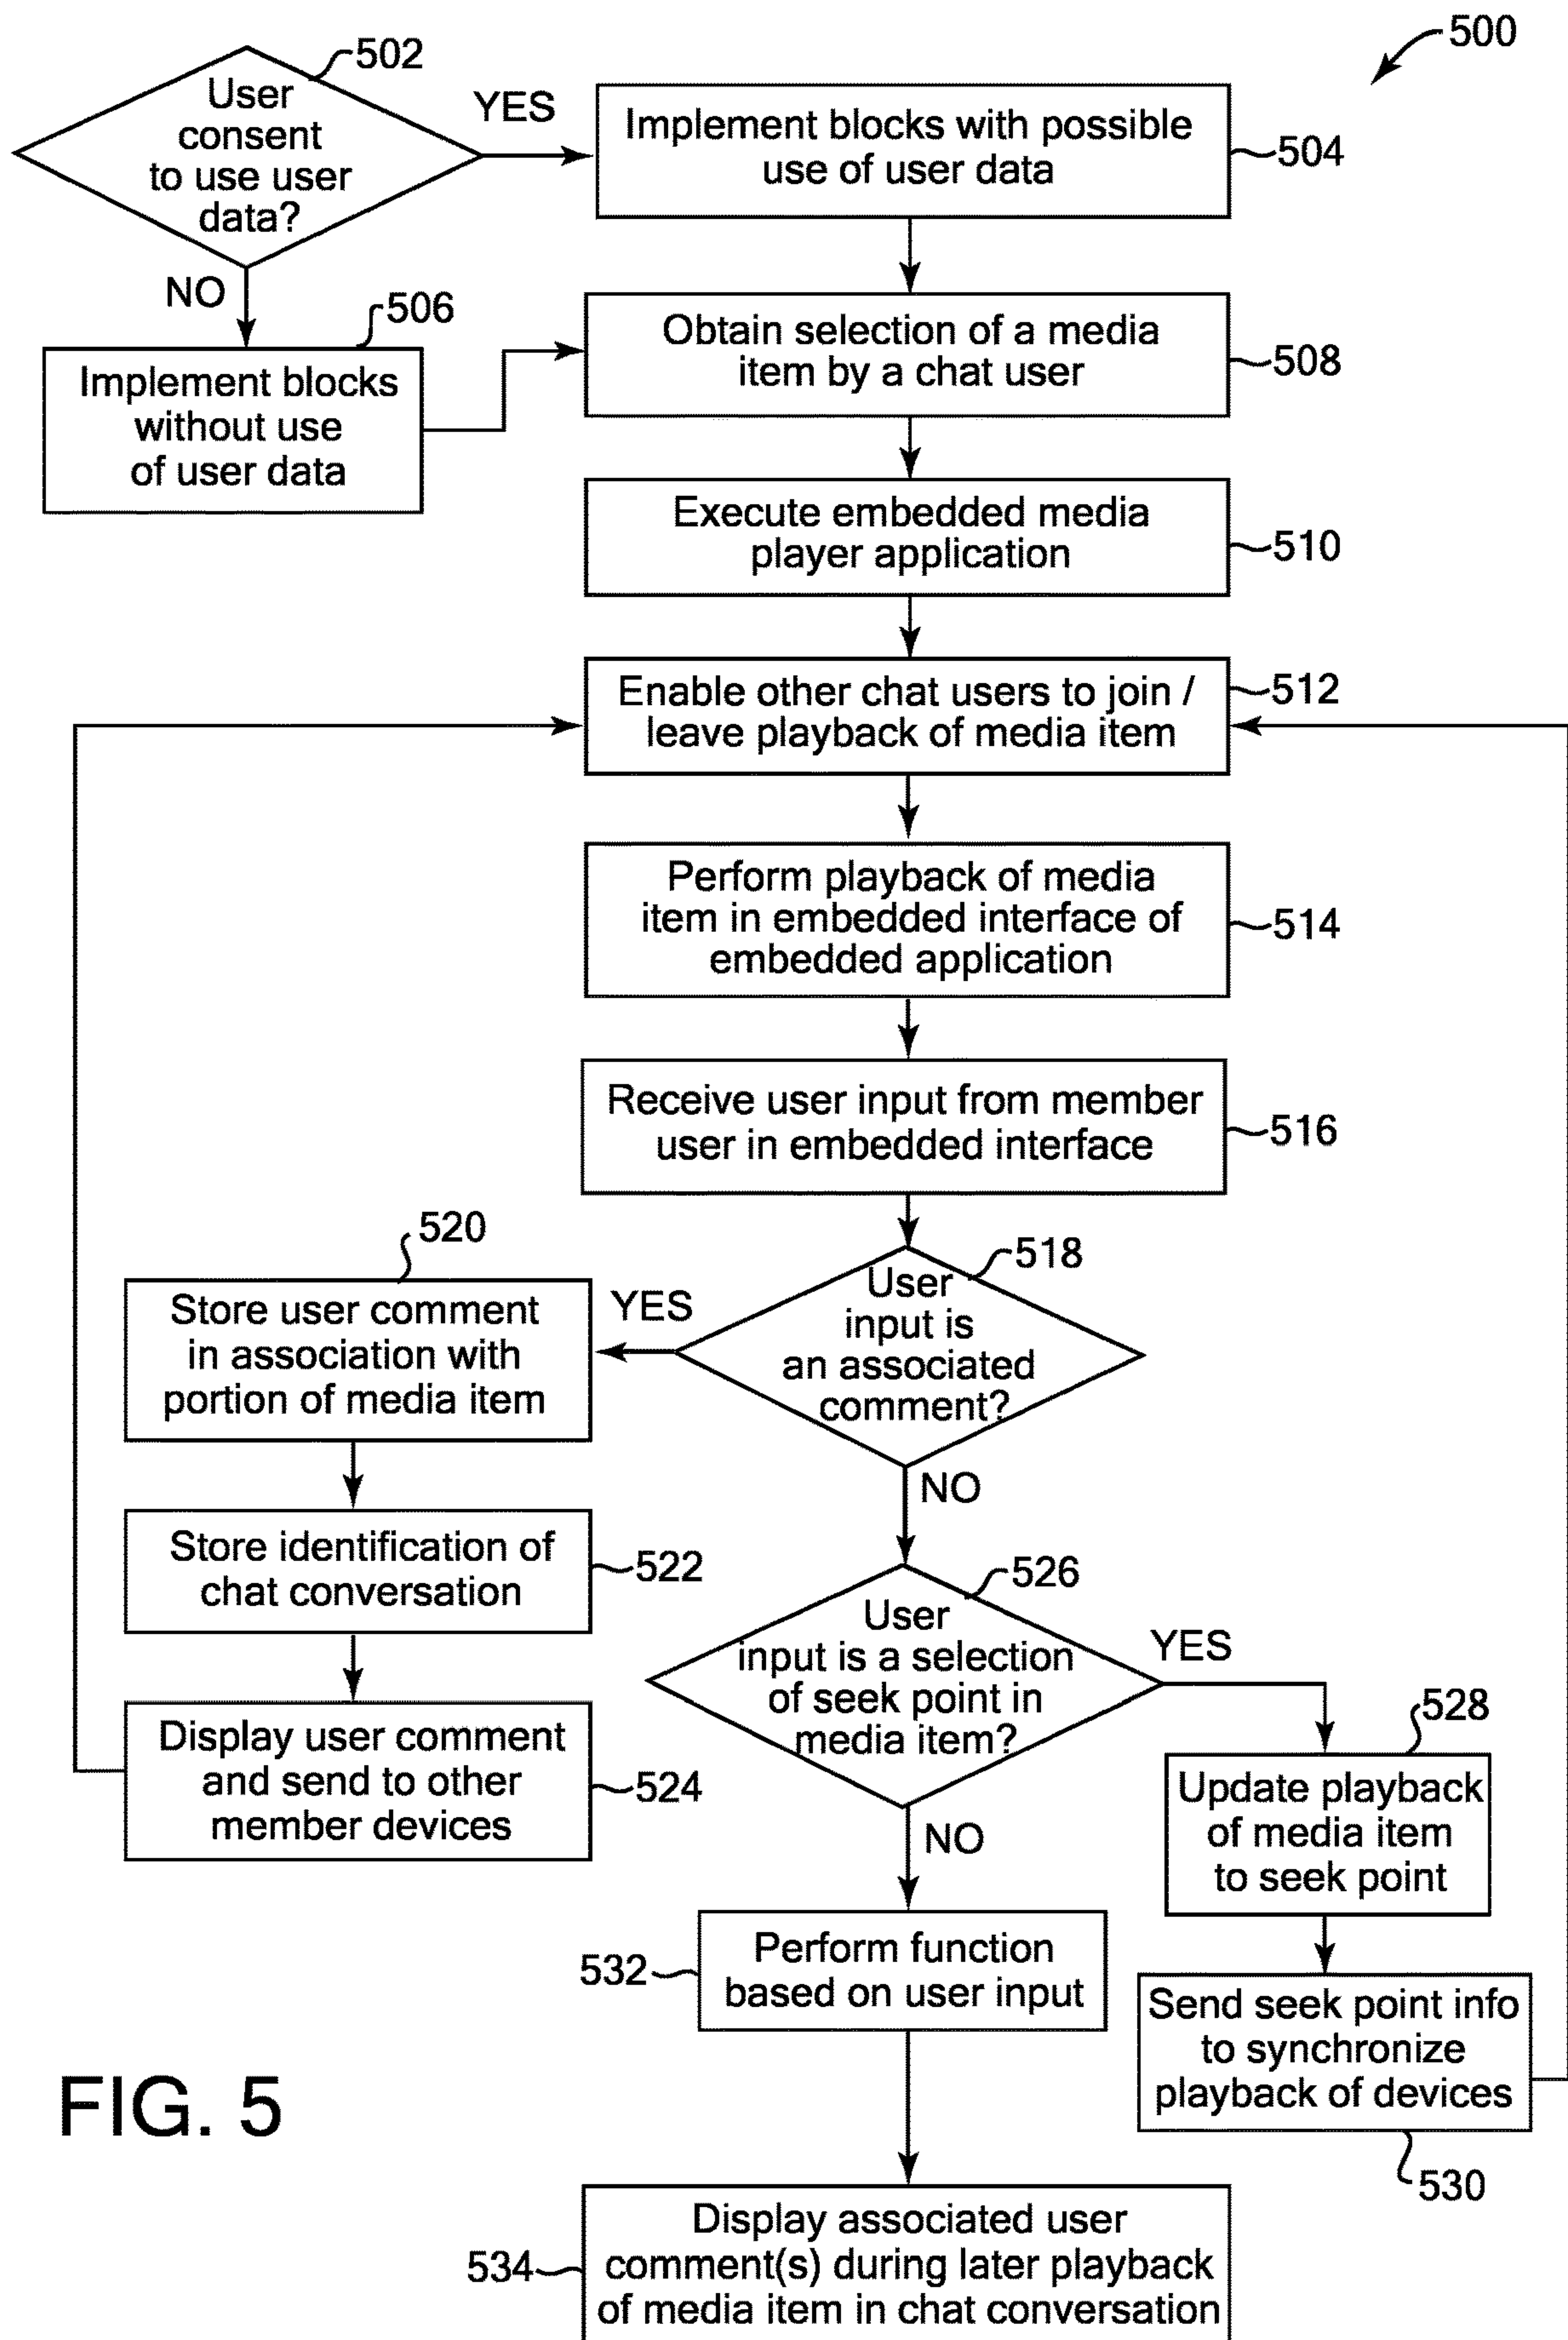 500
502
User
consent
to use user
data?
YES
NO
Implement blocks with possible
use of user data
504
506
Implement blocks
without use
of user data
Obtain selection of a media
item by a chat user
508
Execute embedded media
player application
510
Enable other chat users to join /
leave playback of media item
512
Perform playback of media
item in embedded interface of
embedded application
514
Receive user input from member
user in embedded interface
516
518
User
input is
an associated
comment?
YES
NO
520
Store user comment
in association with
portion of media item
Store identification of
chat conversation
522
Display user comment
and send to other
member devices
524
526
User
input is a selection
of seek point in
media item?
YES
NO
528
Update playback
of media item
to seek point
Send seek point info
to synchronize
playback of devices
530
532
Perform function
based on user input
534
Display associated user
comment(s) during later playback
of media item in chat conversation
FIG. 5